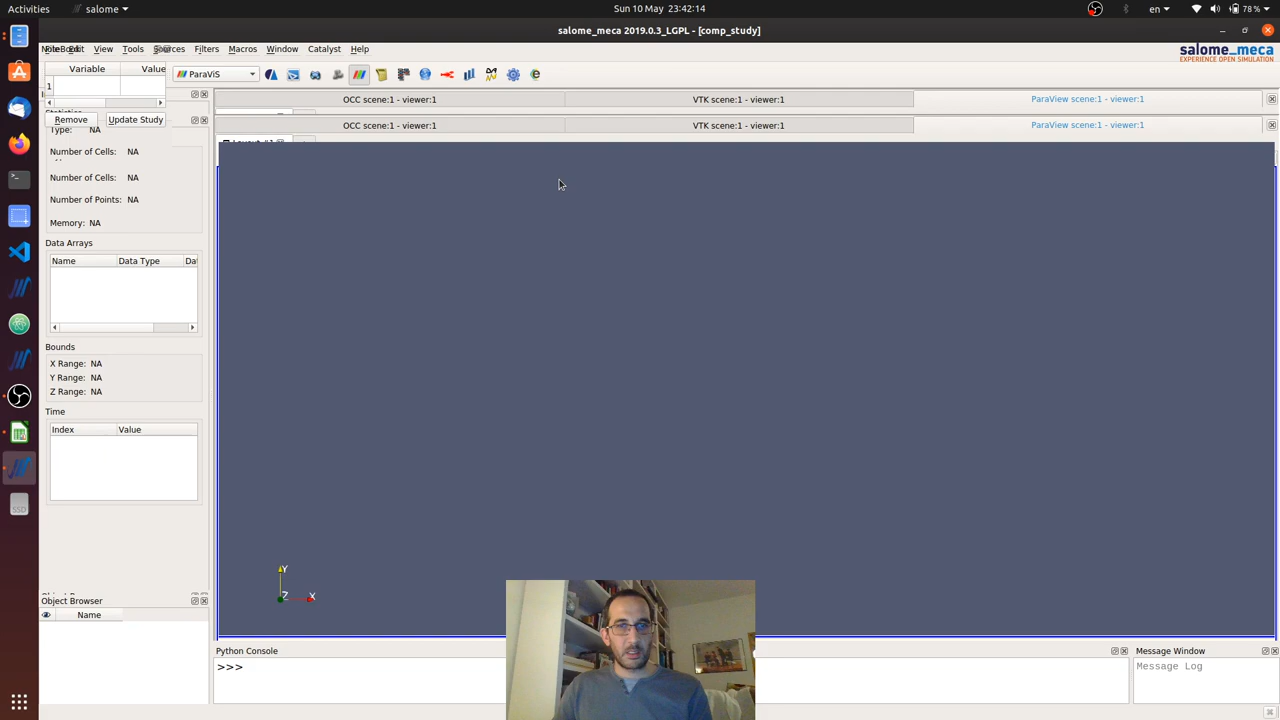 Activities
salome
Sun 10 May 23:42:14
en
78 %
salome_meca 2019.0.3_LGPL - [comp_study]
View
Tools
Sources
Filters
Macros
Window
Catalyst
Help
salome_meca
EXPERIENCE OPEN SIMULATION
Variable
Value
1
ParaViS
OCC scene:1 - viewer:1
VTK scene:1 - viewer:1
ParaView scene:1 - viewer:1
Remove
Update Study
OCC scene:1 - viewer:1
VTK scene:1 - viewer:1
ParaView scene:1 - viewer:1
Type: NA
Number of Cells: NA
Number of Cells: NA
Number of Points: NA
Memory: NA
Data Arrays
Name
Data Type
Dat
Bounds
X Range: NA
Y Range: NA
Z Range: NA
Time
Index
Value
Y
Z
X
Object Browser
Name
Python Console
>>>
Message Window
Message Log
SSD